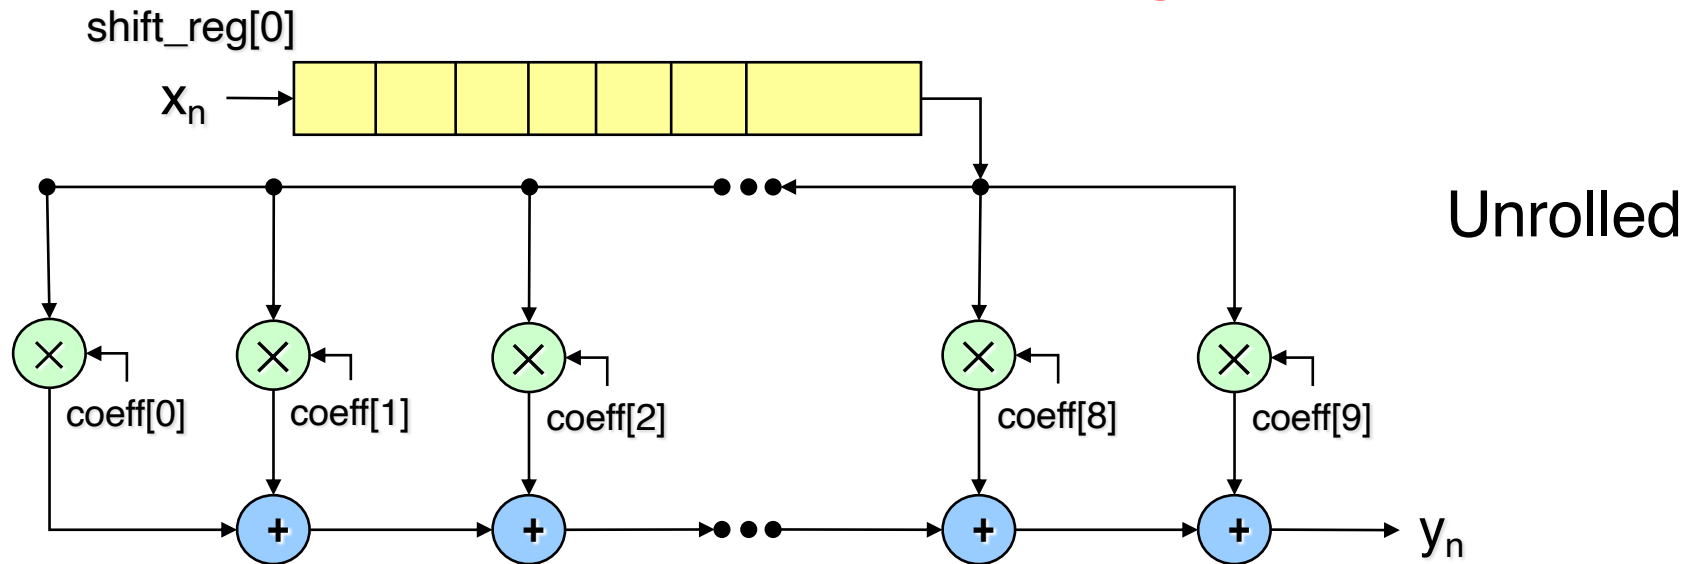 shift_reg[0]
xₙ
Unrolled
× × × × ×
coeff[0] coeff[1] coeff[2] coeff[8] coeff[9]
+ + + +
yₙ